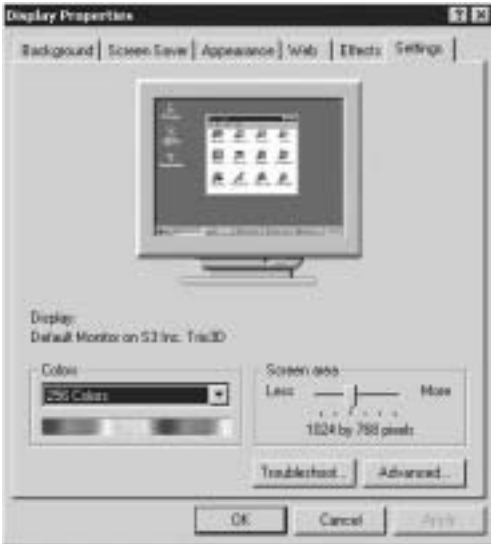 Display Properties
Background Screen Saver Appearance Web Effects Settings
Display:
Default Monitor on S3 Inc. Trio3D
Colors
256 Colors
Screen area
Less More
1024 by 768 pixels
Troubleshoot... Advanced...
OK Cancel Apply